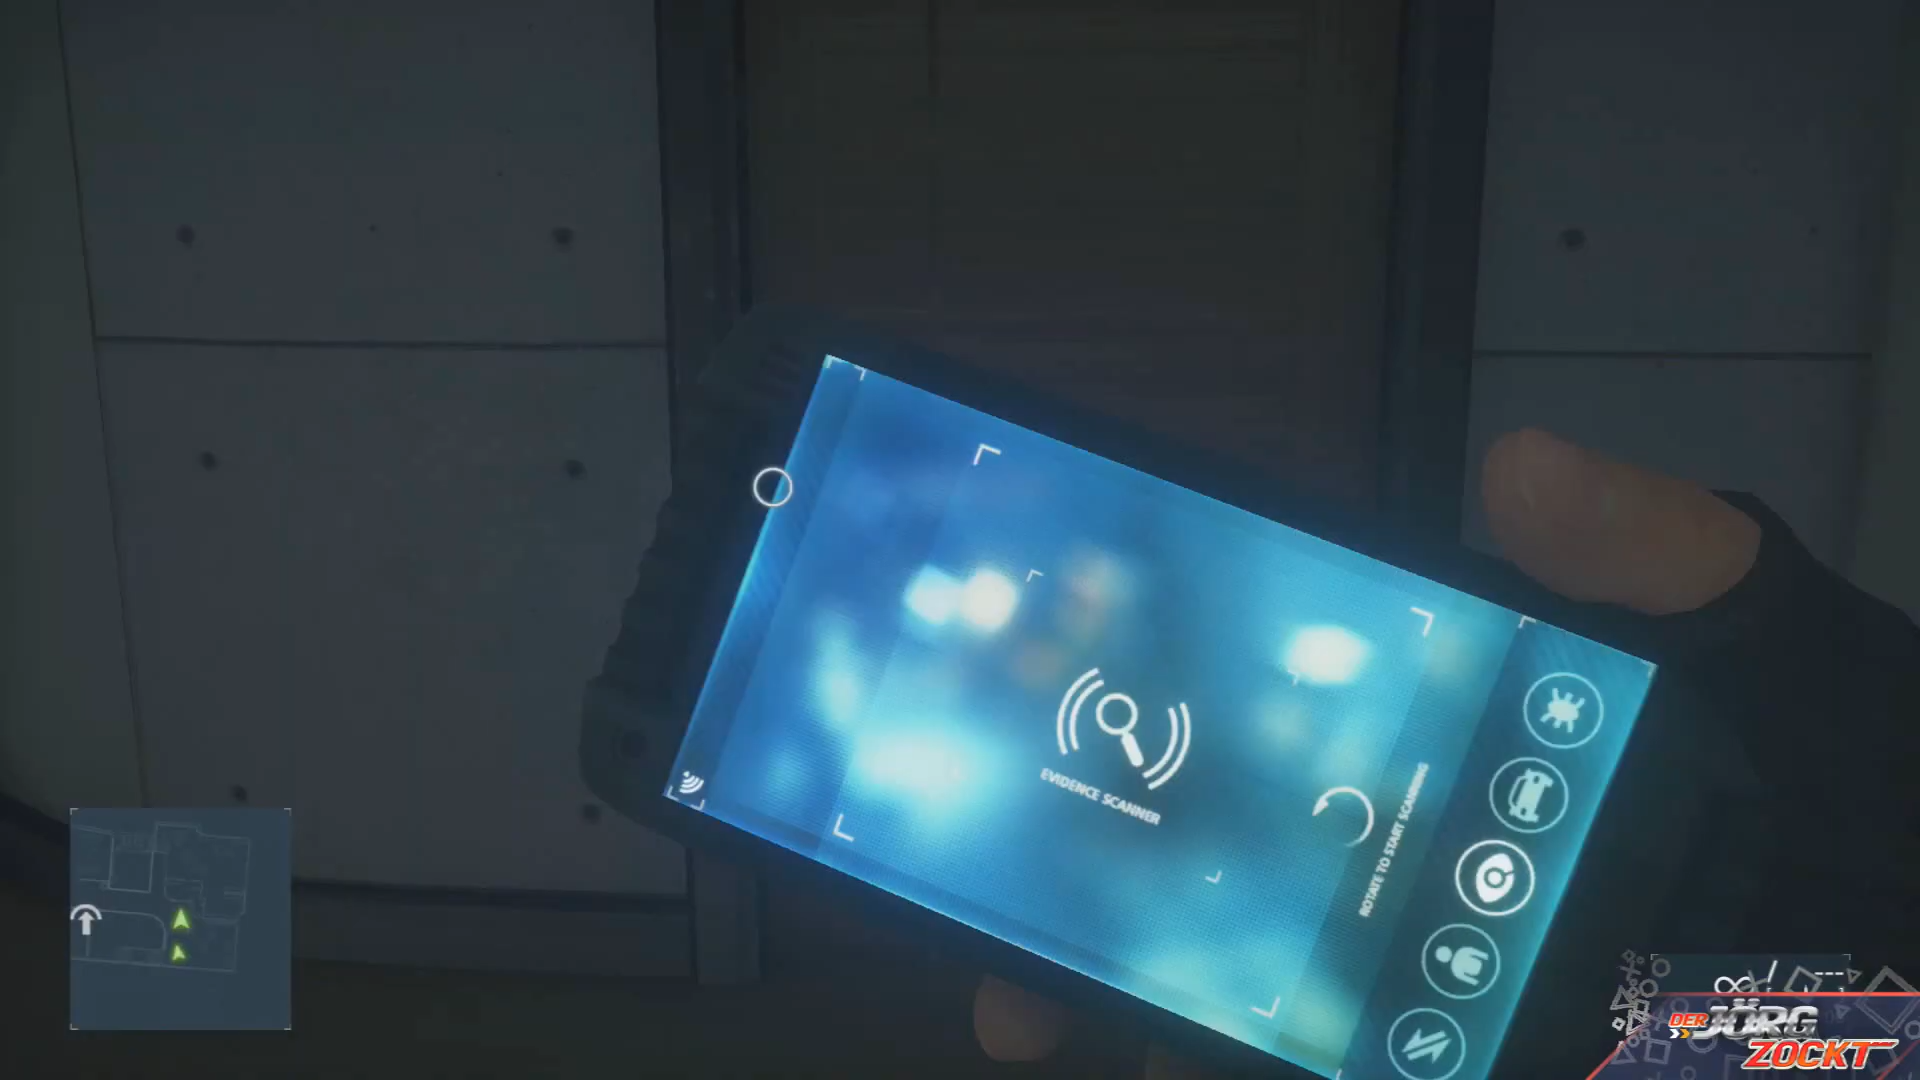 EVIDENCE SCANNER
ROTATE TO START SCANNING
DER JÖRG
ZOCKT